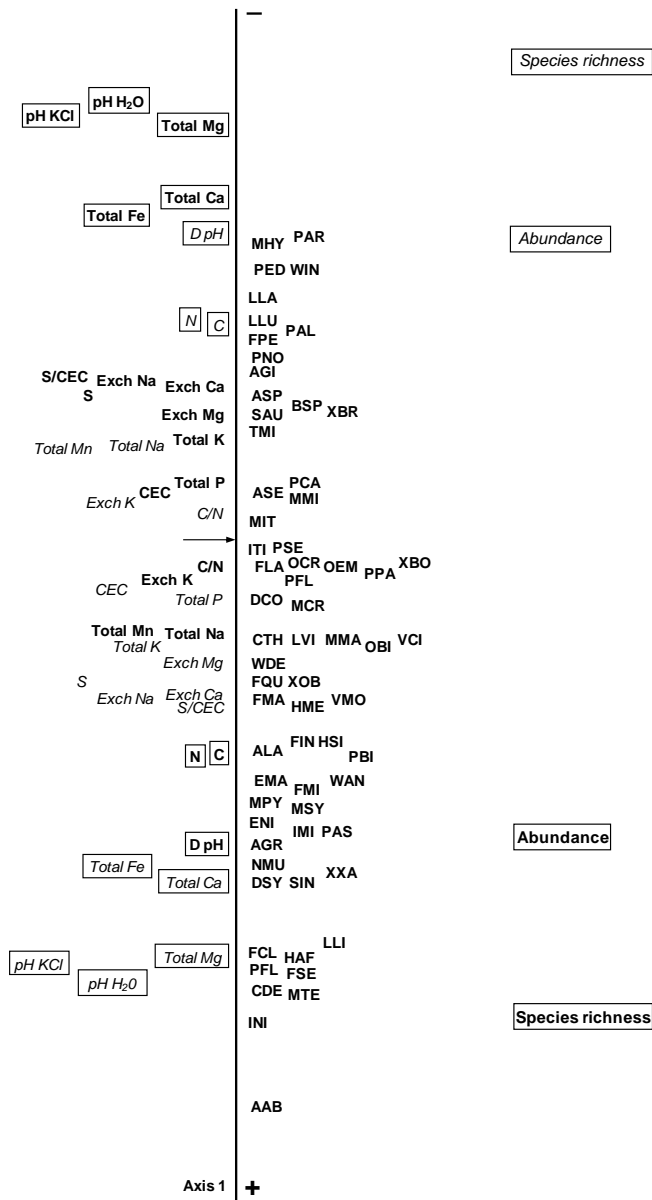 −
Species richness
pH H₂O
pH KCl
Total Mg
Total Ca
Total Fe
D pH
MHY PAR
Abundance
PED WIN
LLA
N C LLU
PAL
FPE
PNO
AGI
S/CEC Exch Na Exch Ca
S ASP
BSP XBR
Exch Mg SAU
TMI
Total Mn Total Na Total K
Total P PCA
CEC ASE
Exch K MMI
C/N
MIT
ITI PSE
C/N FLA OCR OEM PPA XBO
Exch K PFL
CEC
Total P DCO MCR
Total Mn Total Na
Total K CTH LVI MMA OBI VCI
Exch Mg WDE
S FQU XOB
Exch Na Exch Ca FMA HME VMO
S/CEC
N C ALA FIN HSI PBI
EMA FMI WAN
MPY MSY
ENI IMI PAS
D pH AGR
Abundance
Total Fe NMU XXA
Total Ca DSY SIN
LLI
pH KCl Total Mg FCL HAF
PFL FSE
pH H₂0 CDE MTE
INI
Species richness
AAB
Axis 1 +